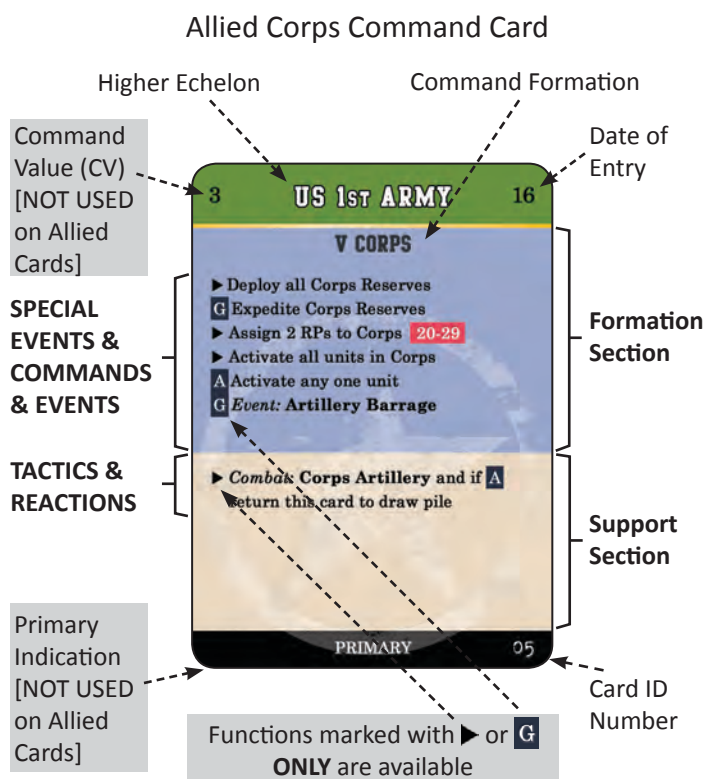 Allied Corps Command Card
Higher Echelon
Command Formation
Command
Value (CV)
[NOT USED
on Allied
Cards]
Date of
Entry
3 US 1ST ARMY 16
V CORPS
▶ Deploy all Corps Reserves
G Expedite Corps Reserves
▶ Assign 2 RPs to Corps 20-29
▶ Activate all units in Corps
A Activate any one unit
G Event: Artillery Barrage
SPECIAL
EVENTS &
COMMANDS
& EVENTS
Formation
Section
TACTICS &
REACTIONS
▶ Combat: Corps Artillery and if A
return this card to draw pile
Support
Section
Primary
Indication
[NOT USED
on Allied
Cards]
PRIMARY 05
Card ID
Number
Functions marked with ▶ or G
ONLY are available